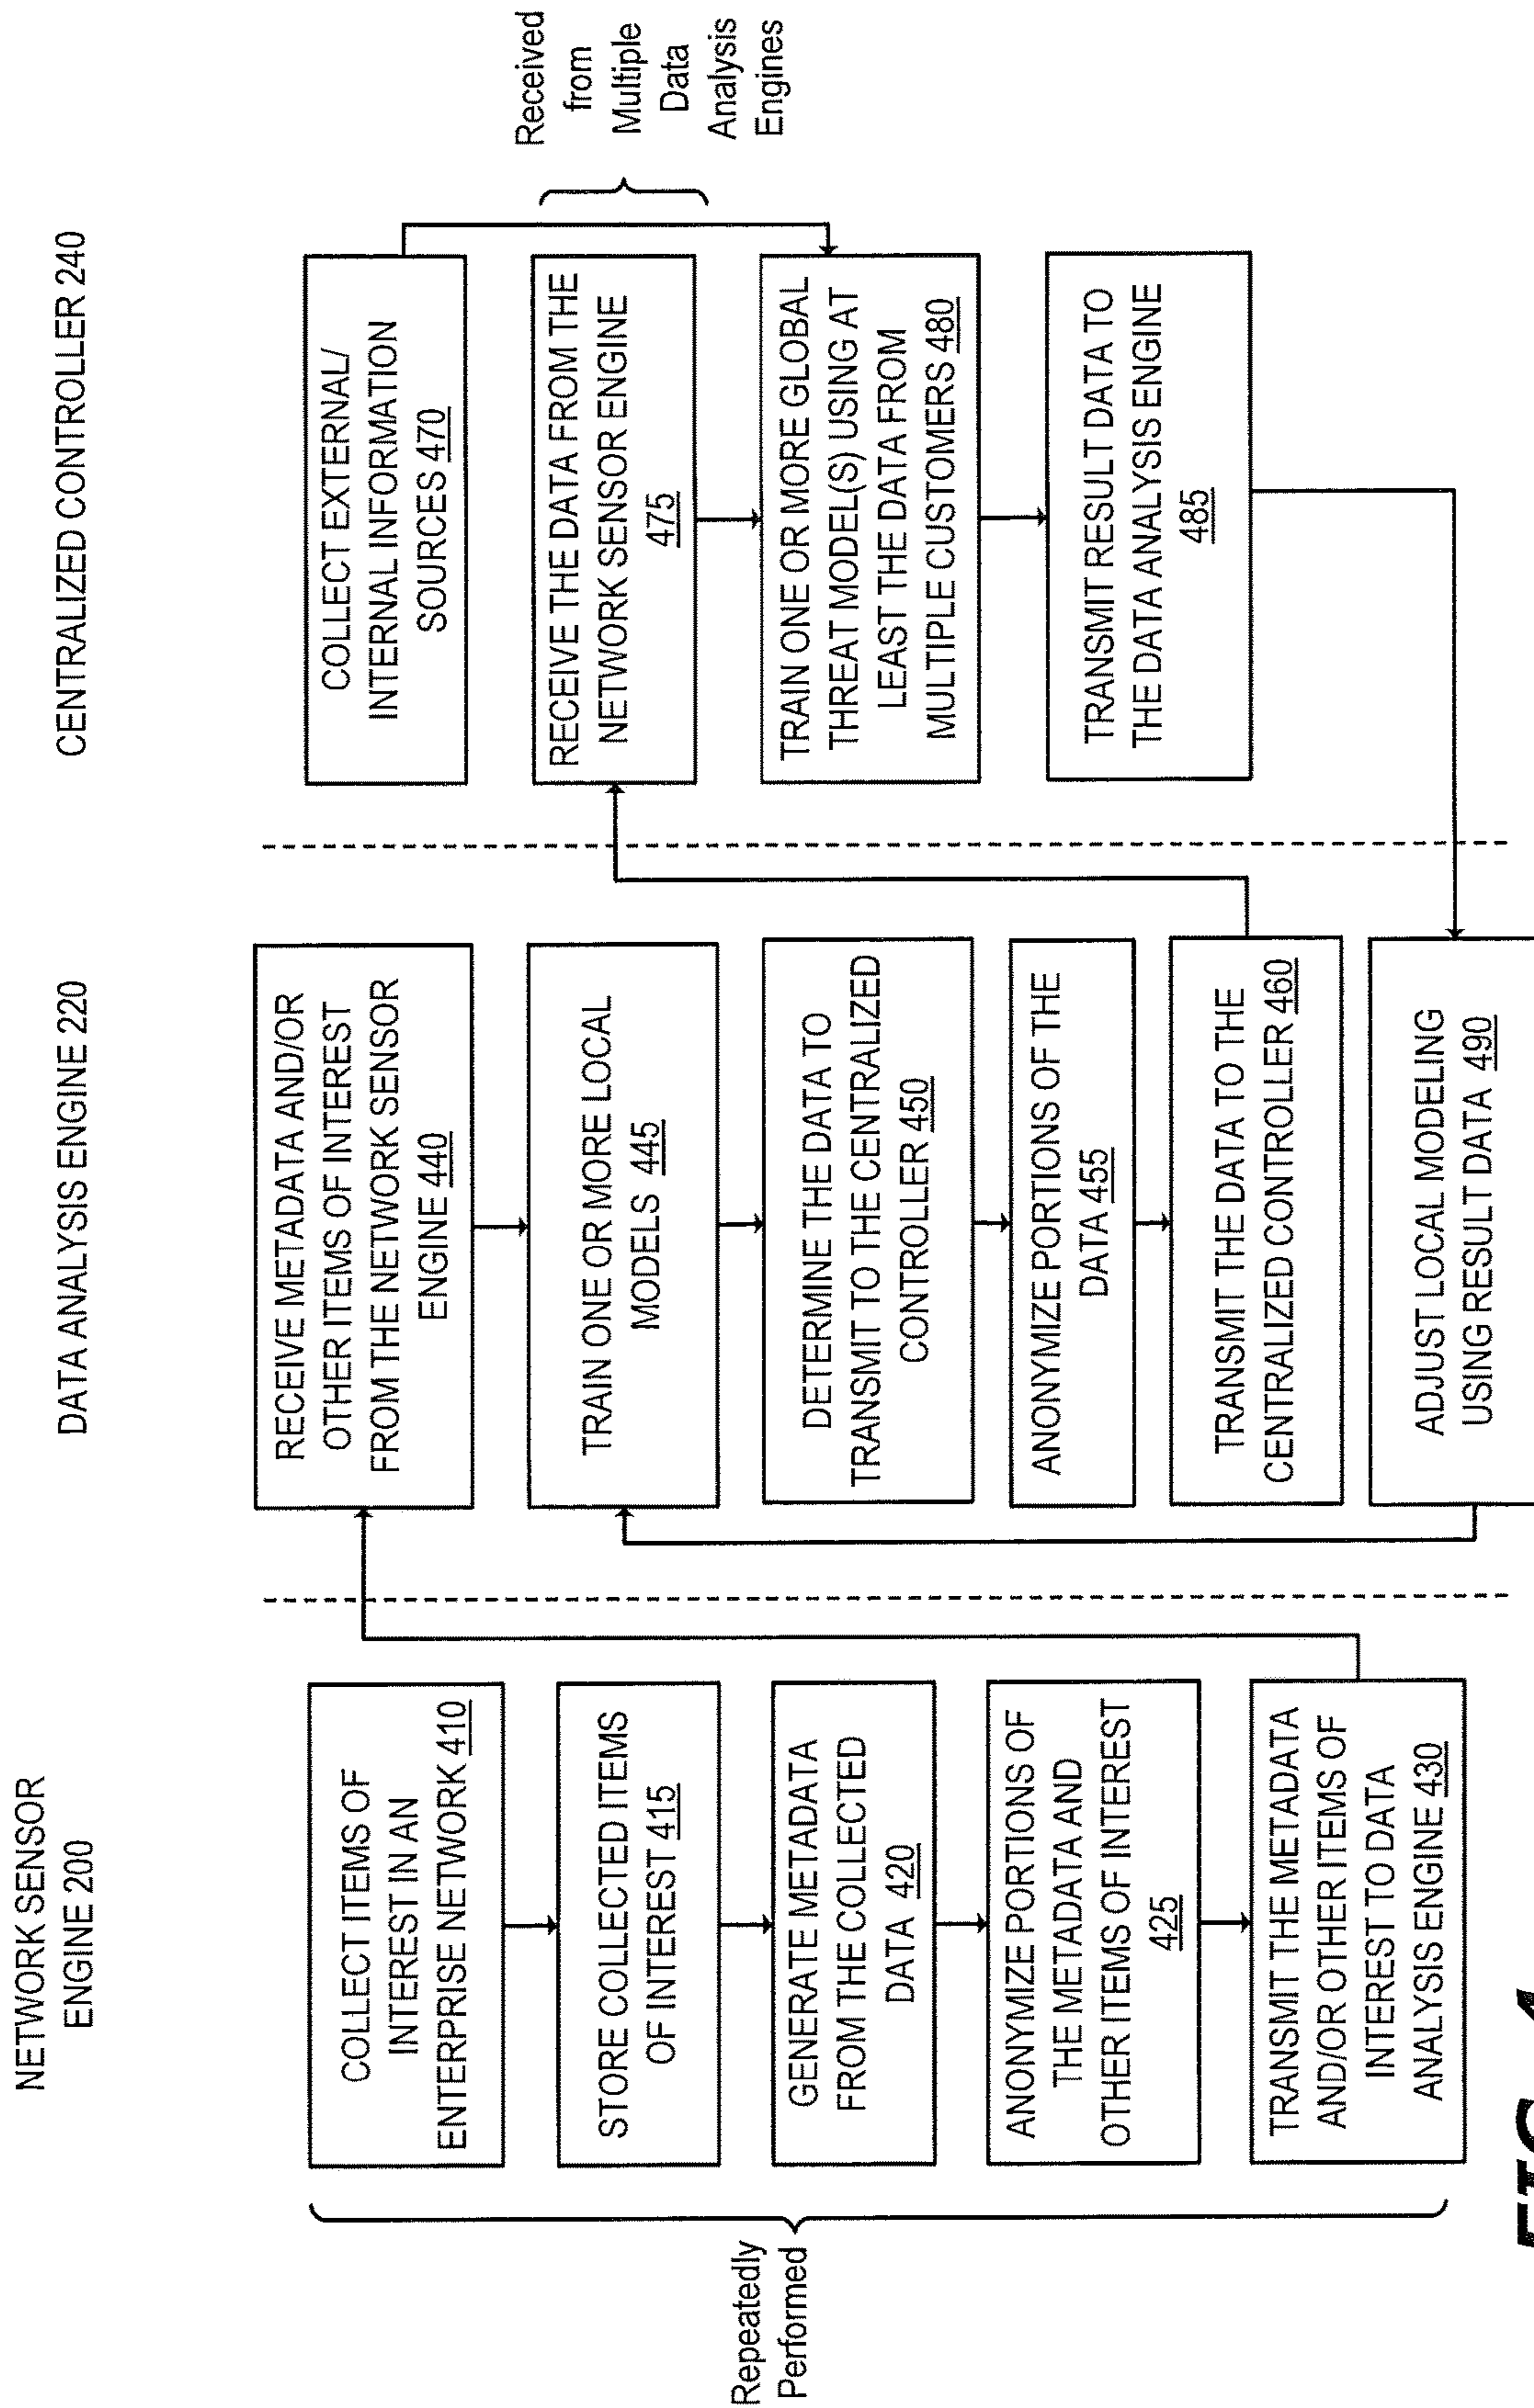 NETWORK SENSOR
ENGINE 200
COLLECT ITEMS OF
INTEREST IN AN
ENTERPRISE NETWORK 410
STORE COLLECTED ITEMS
OF INTEREST 415
GENERATE METADATA
FROM THE COLLECTED
DATA 420
ANONYMIZE PORTIONS OF
THE METADATA AND
OTHER ITEMS OF INTEREST
425
TRANSMIT THE METADATA
AND/OR OTHER ITEMS OF
INTEREST TO DATA
ANALYSIS ENGINE 430
Repeatedly
Performed
DATA ANALYSIS ENGINE 220
RECEIVE METADATA AND/OR
OTHER ITEMS OF INTEREST
FROM THE NETWORK SENSOR
ENGINE 440
TRAIN ONE OR MORE LOCAL
MODELS 445
DETERMINE THE DATA TO
TRANSMIT TO THE CENTRALIZED
CONTROLLER 450
ANONYMIZE PORTIONS OF THE
DATA 455
TRANSMIT THE DATA TO THE
CENTRALIZED CONTROLLER 460
ADJUST LOCAL MODELING
USING RESULT DATA 490
CENTRALIZED CONTROLLER 240
COLLECT EXTERNAL/
INTERNAL INFORMATION
SOURCES 470
RECEIVE THE DATA FROM THE
NETWORK SENSOR ENGINE
475
TRAIN ONE OR MORE GLOBAL
THREAT MODEL(S) USING AT
LEAST THE DATA FROM
MULTIPLE CUSTOMERS 480
TRANSMIT RESULT DATA TO
THE DATA ANALYSIS ENGINE
485
Received
from
Multiple
Data
Analysis
Engines